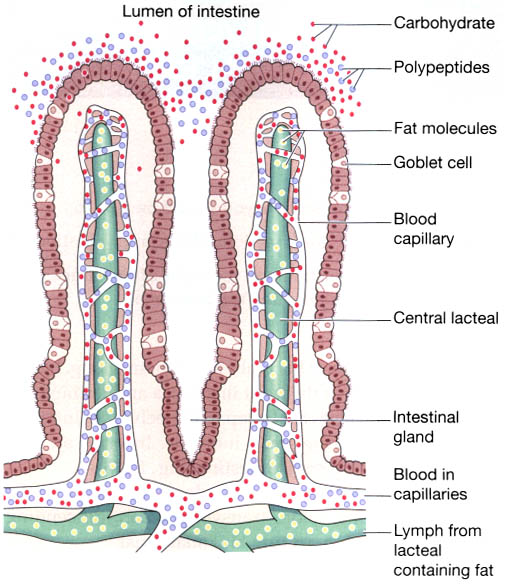 Lumen of intestine
Carbohydrate
Polypeptides
Fat molecules
Goblet cell
Blood
capillary
Central lacteal
Intestinal
gland
Blood in
capillaries
Lymph from
lacteal
containing fat